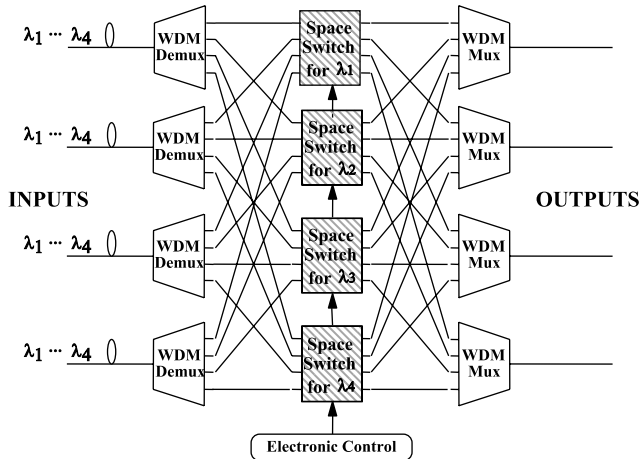 λ1 ··· λ4
WDM
Demux
Space
Switch
for λ1
WDM
Mux
λ1 ··· λ4
WDM
Demux
Space
Switch
for λ2
WDM
Mux
INPUTS
OUTPUTS
λ1 ··· λ4
WDM
Demux
Space
Switch
for λ3
WDM
Mux
λ1 ··· λ4
WDM
Demux
Space
Switch
for λ4
WDM
Mux
Electronic Control